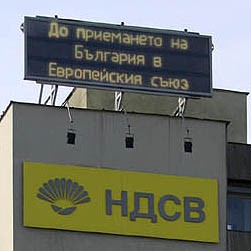 До приемането на
България в
Европейския съюз
НДСВ